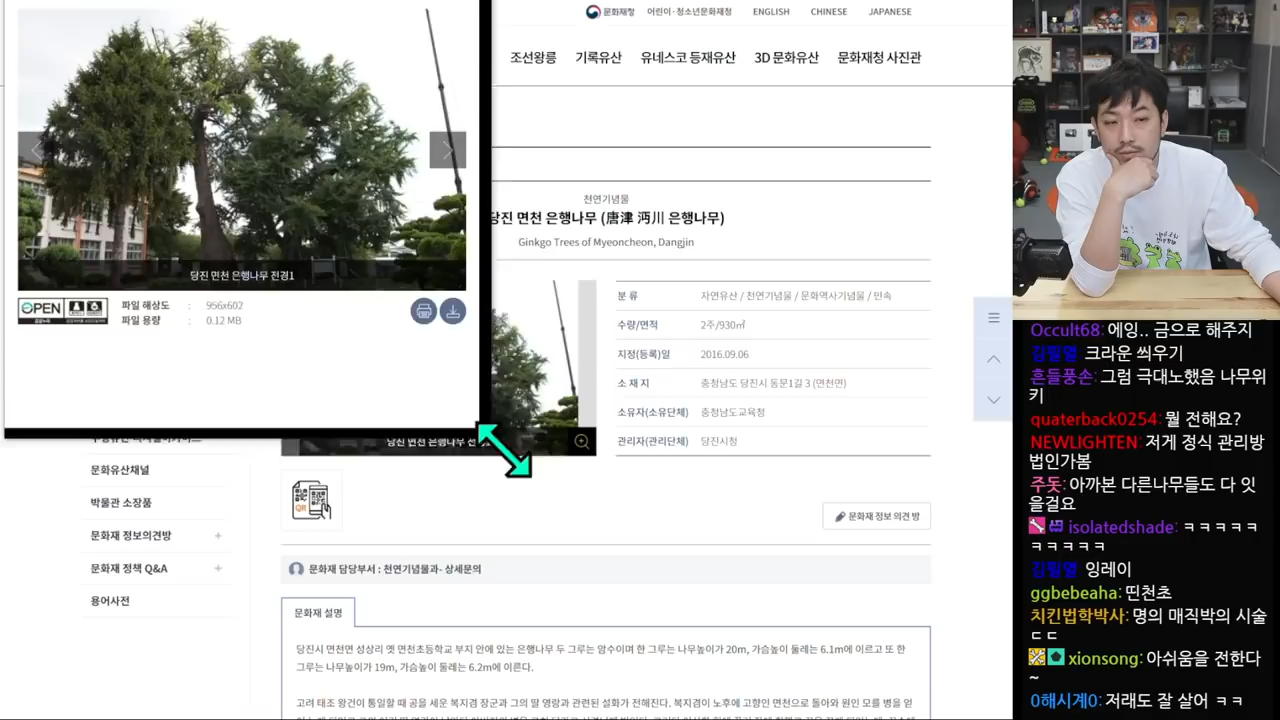 문화재청
어린이·청소년문화재청
ENGLISH
CHINESE
JAPANESE
조선왕릉
기록유산
유네스코 등재유산
3D 문화유산
문화재청 사진관
당진 면천 은행나무 전경1
OPEN
파일 해상도 : 956x602
파일 용량 : 0.12 MB
천연기념물
당진 면천 은행나무 (唐津 沔川 은행나무)
Ginkgo Trees of Myeoncheon, Dangjin
분 류 자연유산 / 천연기념물 / 문화역사기념물 / 민속
수량/면적 2주/930㎡
지정(등록)일 2016.09.06
소 재 지 충청남도 당진시 동문1길 3 (면천면)
소유자(소유단체) 충청남도교육청
관리자(관리단체) 당진시청
당진 면천 은행나무
문화유산채널
박물관 소장품
문화재 정보의견방 +
문화재 정책 Q&A +
용어사전
QR
문화재 정보 의견 방
문화재 담당부서 : 천연기념물과- 상세문의
문화재 설명
당진시 면천면 성상리 옛 면천초등학교 부지 안에 있는 은행나무 두 그루는 암수이며 한 그루는 나무높이가 20m, 가슴높이 둘레는 6.1m에 이르고 또 한
그루는 나무높이가 19m, 가슴높이 둘레는 6.2m에 이른다.
고려 태조 왕건이 통일할 때 공을 세운 복지겸 장군과 그의 딸 영랑과 관련된 설화가 전해진다. 복지겸이 노후에 고향인 면천으로 돌아와 원인 모를 병을 얻
Occult68: 에잉.. 금으로 해주지
김필열: 크라운 씌우기
흔들풍손: 그럼 극대노했음 나무위
키
quaterback0254: 뭘 전해요?
NEWLIGHTEN: 저게 정식 관리방
법인가봄
주돗: 아까본 다른나무들도 다 잇
을걸요
isolatedshade: ㅋㅋㅋㅋㅋ
ㅋㅋㅋㅋㅋ
김필열: 잉레이
ggbebeaha: 띤천초
치킨법학박사: 명의 매직박의 시술
ㄷㄷ
xionsong: 아쉬움을 전한다
~
0해시계0: 저래도 잘 살어 ㅋㅋ